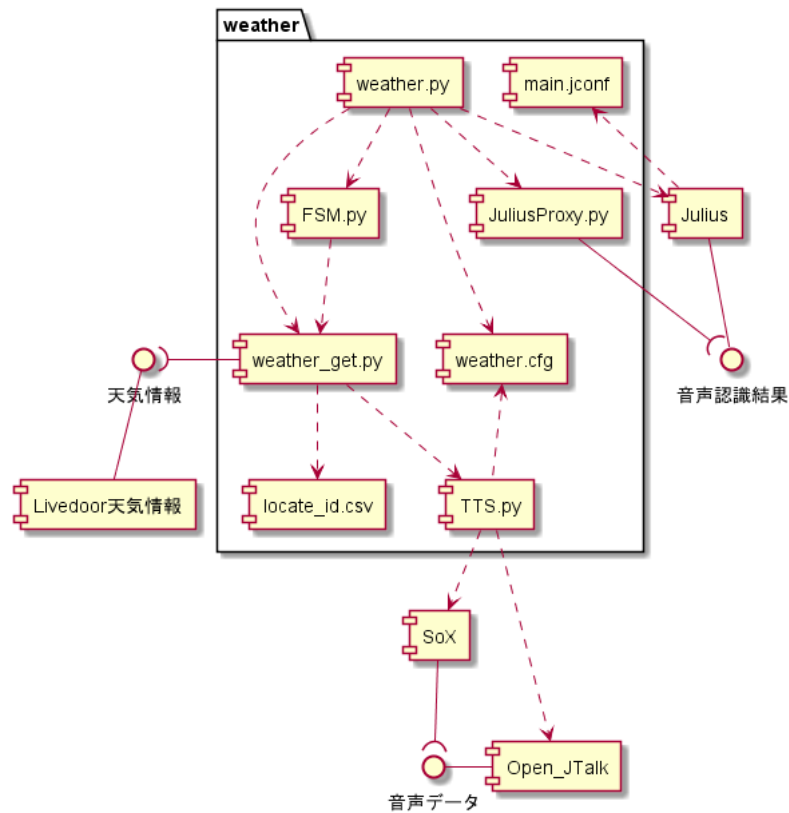 weather
weather.py
main.jconf
FSM.py
JuliusProxy.py
Julius
weather_get.py
weather.cfg
天気情報
音声認識結果
Livedoor天気情報
locate_id.csv
TTS.py
SoX
Open_JTalk
音声データ